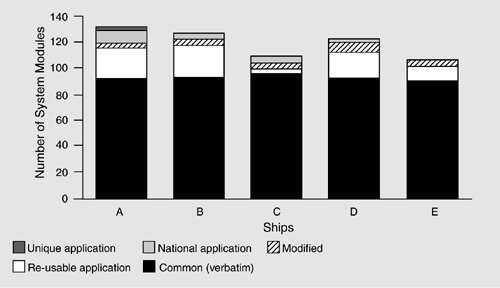 140
120
100
80
60
40
20
0
Number of System Modules
A B C D E
Ships
Unique application National application Modified
Re-usable application Common (verbatim)